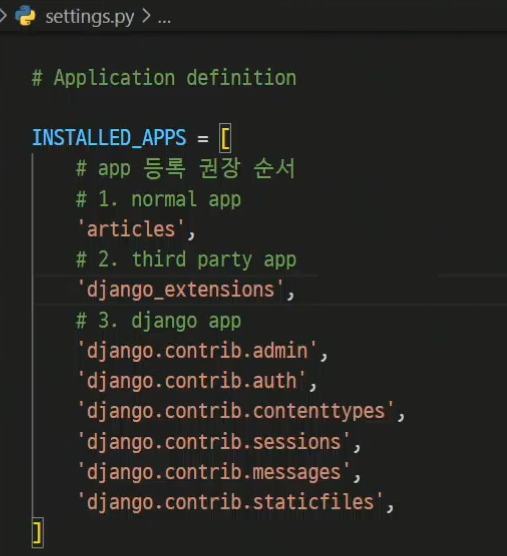 > settings.py > ...
# Application definition
INSTALLED_APPS = [
# app 등록 권장 순서
# 1. normal app
'articles',
# 2. third party app
'django_extensions',
# 3. django app
'django.contrib.admin',
'django.contrib.auth',
'django.contrib.contenttypes',
'django.contrib.sessions',
'django.contrib.messages',
'django.contrib.staticfiles',
]